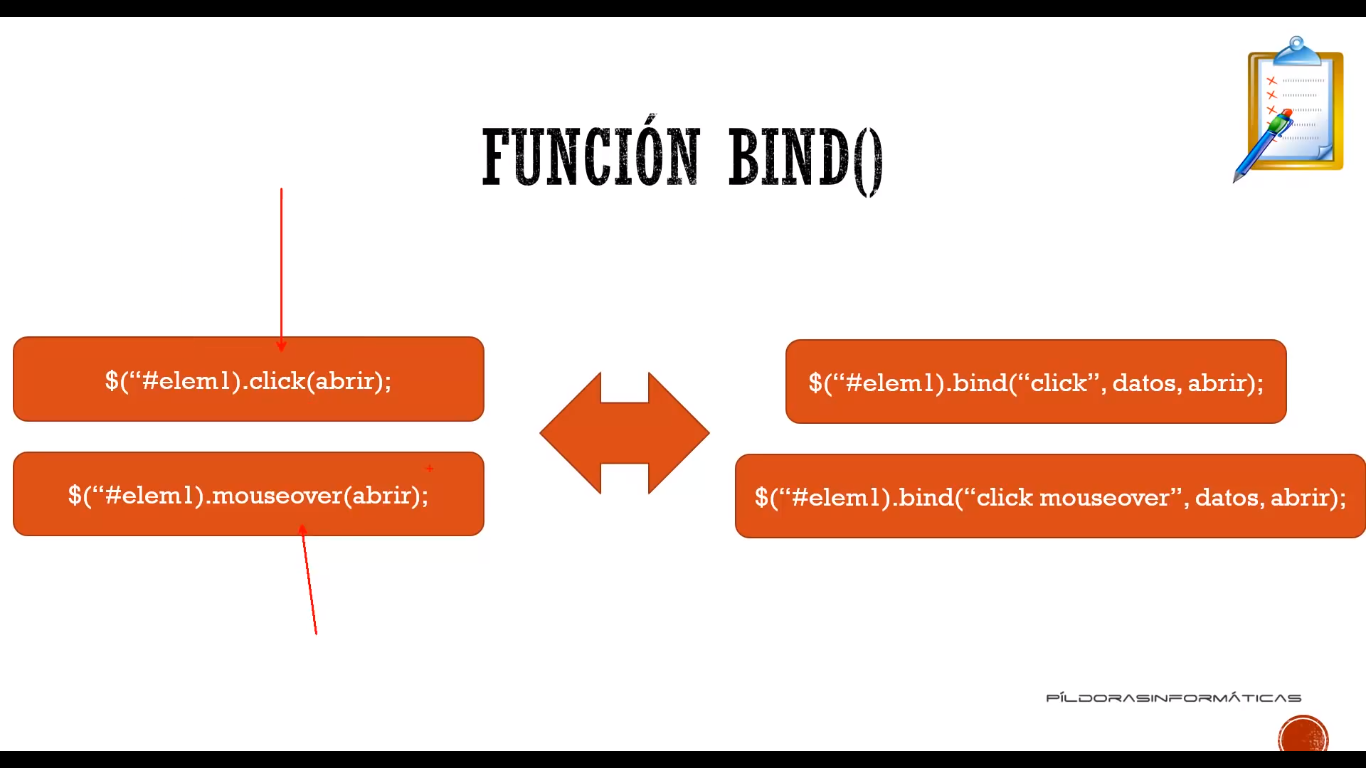 FUNCIÓN BIND()
$(“#elem1).click(abrir);
$(“#elem1).bind(“click”, datos, abrir);
$(“#elem1).mouseover(abrir);
$(“#elem1).bind(“click mouseover”, datos, abrir);
PÍLDORASINFORMÁTICAS